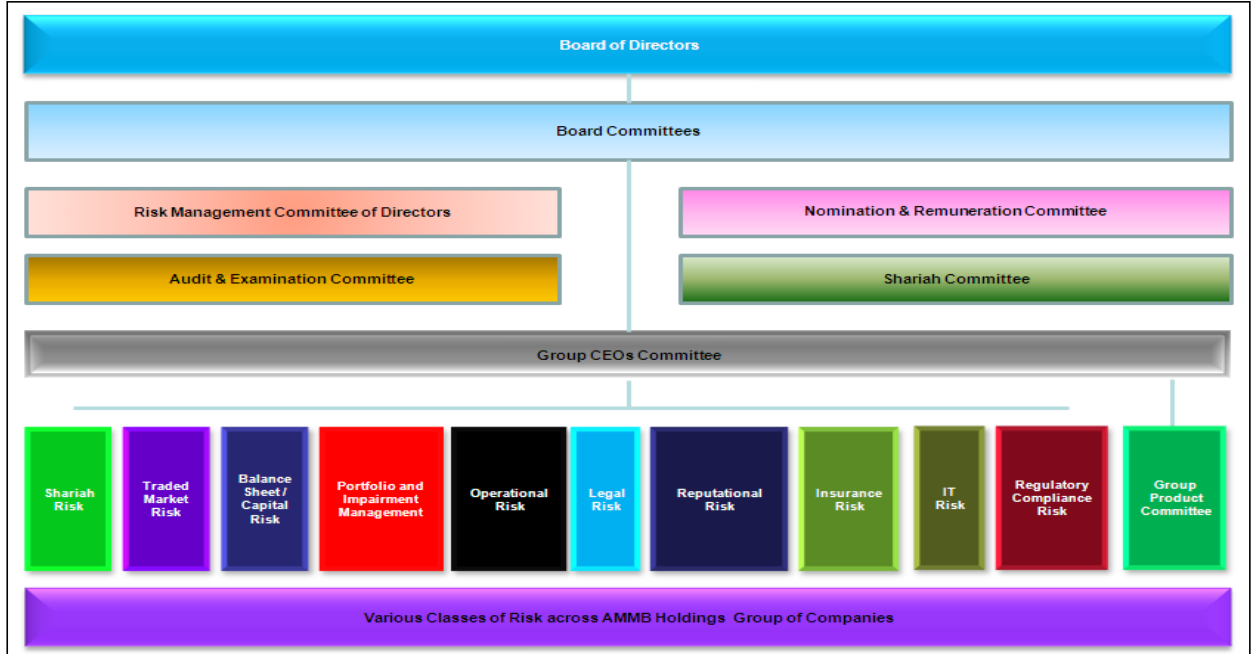 Board of Directors
Board Committees
Risk Management Committee of Directors
Nomination & Remuneration Committee
Audit & Examination Committee
Shariah Committee
Group CEOs Committee
Shariah
Risk
Traded
Market
Risk
Balance
Sheet /
Capital
Risk
Portfolio and
Impairment
Management
Operational
Risk
Legal
Risk
Reputational
Risk
Insurance
Risk
IT
Risk
Regulatory
Compliance
Risk
Group
Product
Committee
Various Classes of Risk across AMMB Holdings Group of Companies